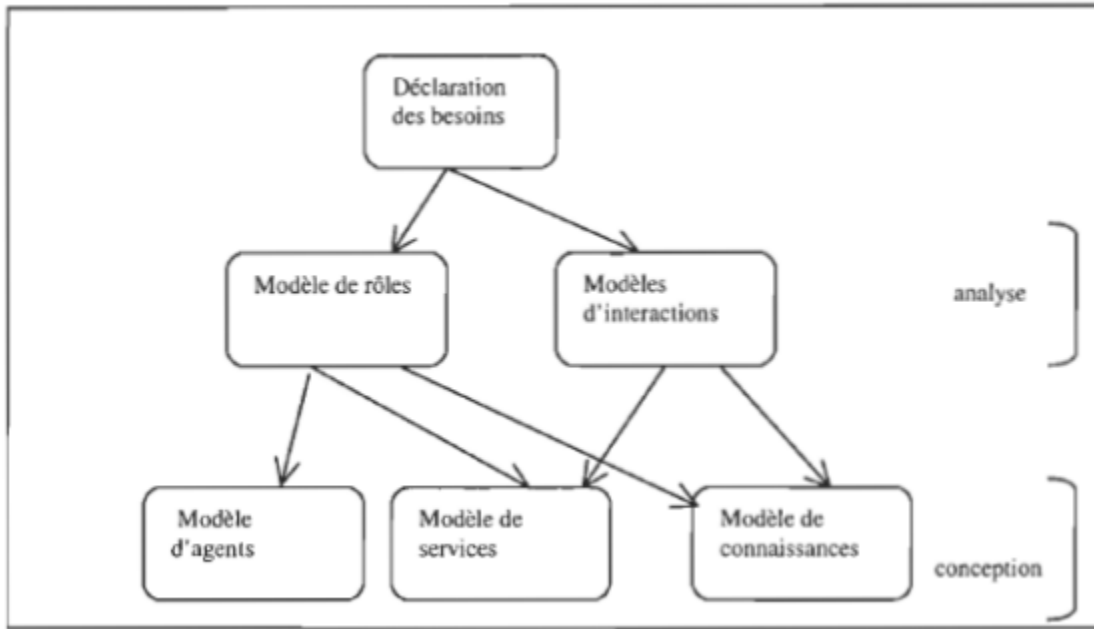 Déclaration
des besoins
Modèle de rôles
Modèles
d'interactions
analyse
Modèle
d'agents
Modèle de
services
Modèle de
connaissances
conception